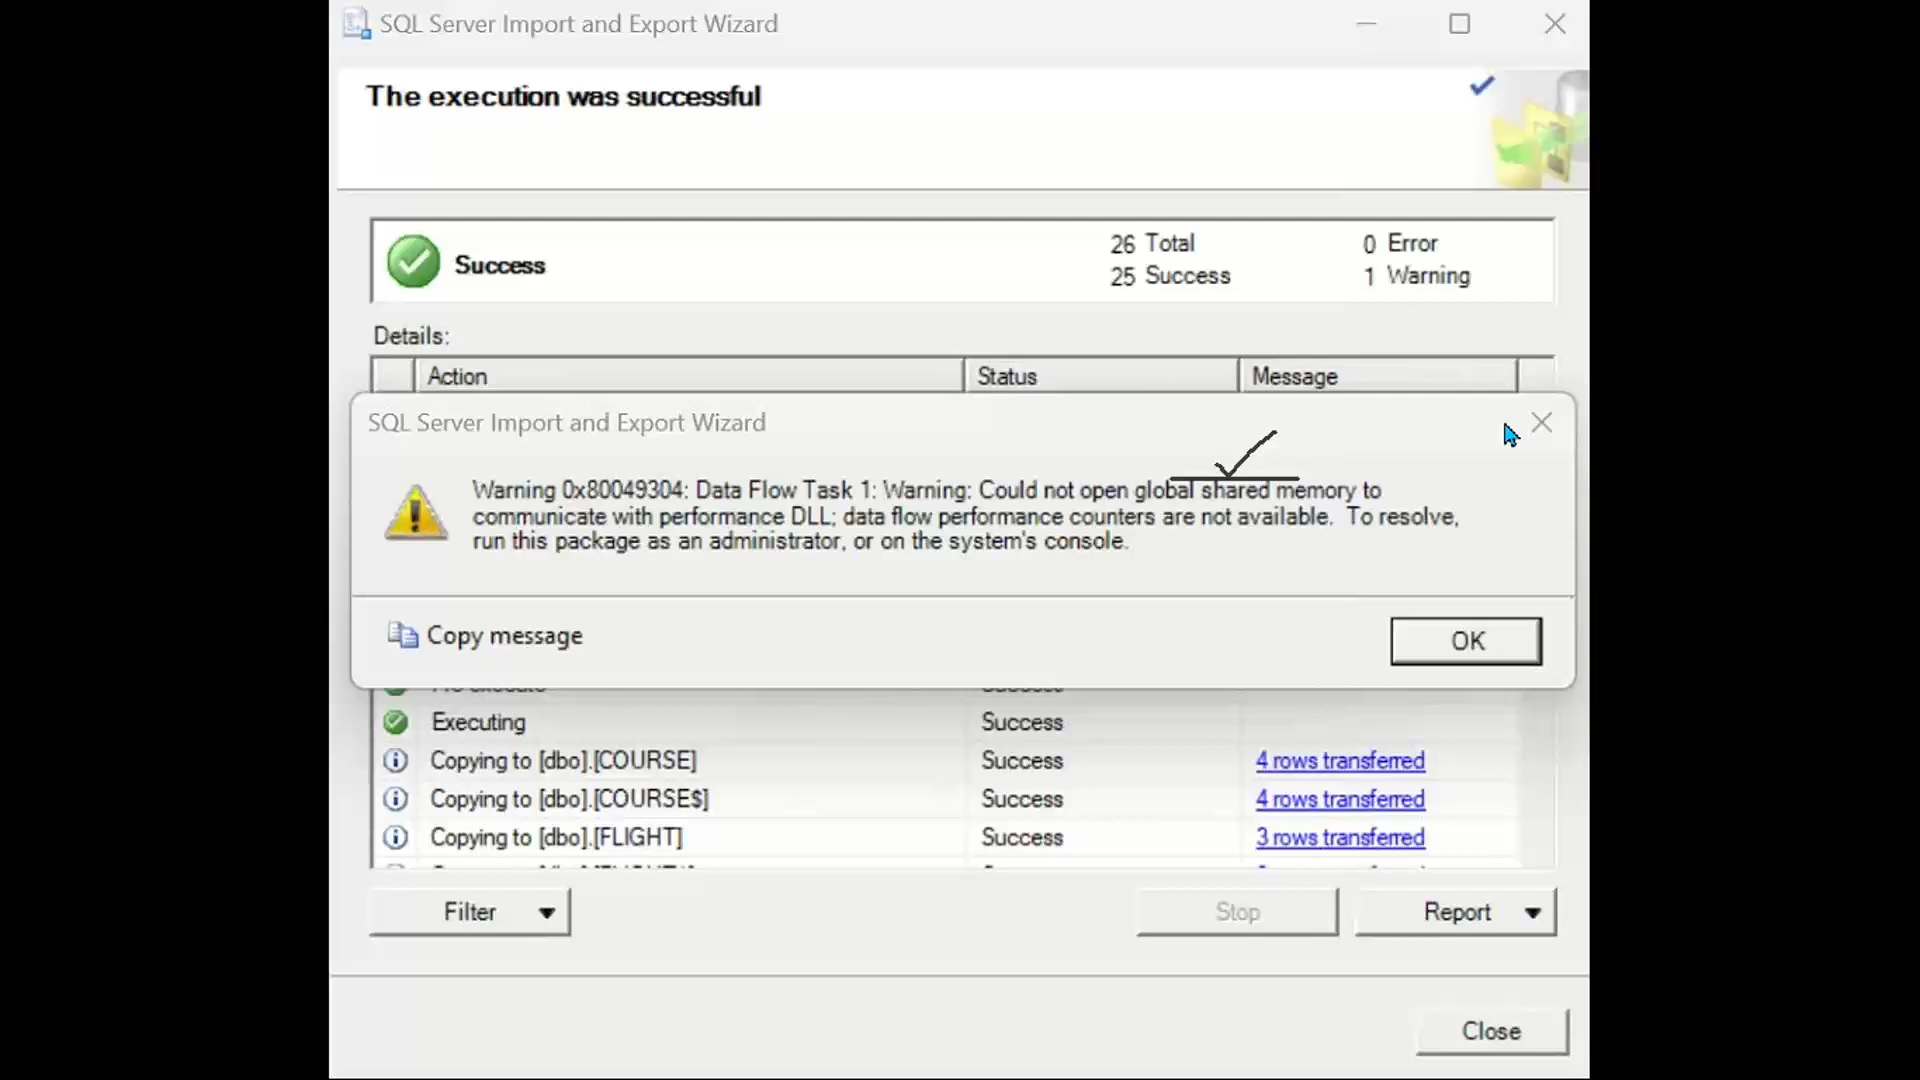 SQL Server Import and Export Wizard
The execution was successful
Success
26 Total
0 Error
25 Success
1 Warning
Details:
Action Status Message
SQL Server Import and Export Wizard
Warning 0x80049304: Data Flow Task 1: Warning: Could not open global shared memory to
communicate with performance DLL; data flow performance counters are not available. To resolve,
run this package as an administrator, or on the system's console.
Copy message
OK
Executing Success
Copying to [dbo].[COURSE] Success 4 rows transferred
Copying to [dbo].[COURSE$] Success 4 rows transferred
Copying to [dbo].[FLIGHT] Success 3 rows transferred
Filter
Stop
Report
Close